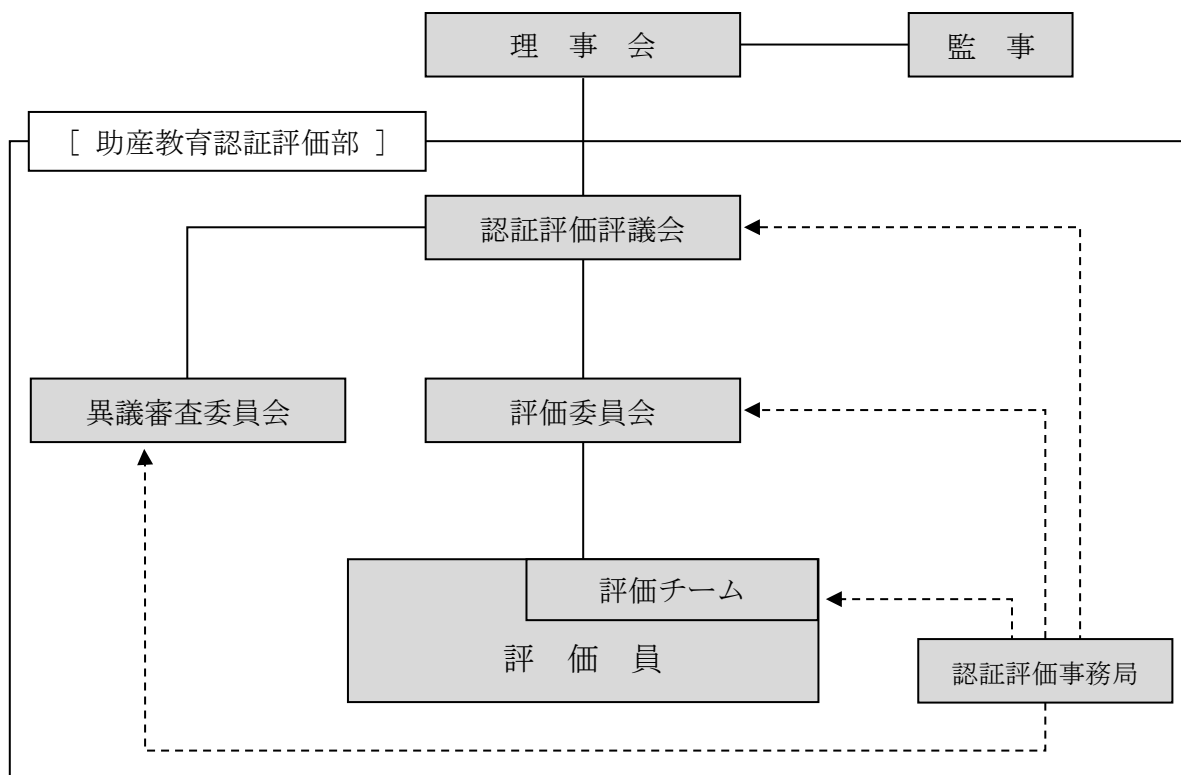 理 事 会
監 事
[ 助産教育認証評価部 ]
認証評価評議会
異議審査委員会
評価委員会
評価チーム
評 価 員
認証評価事務局